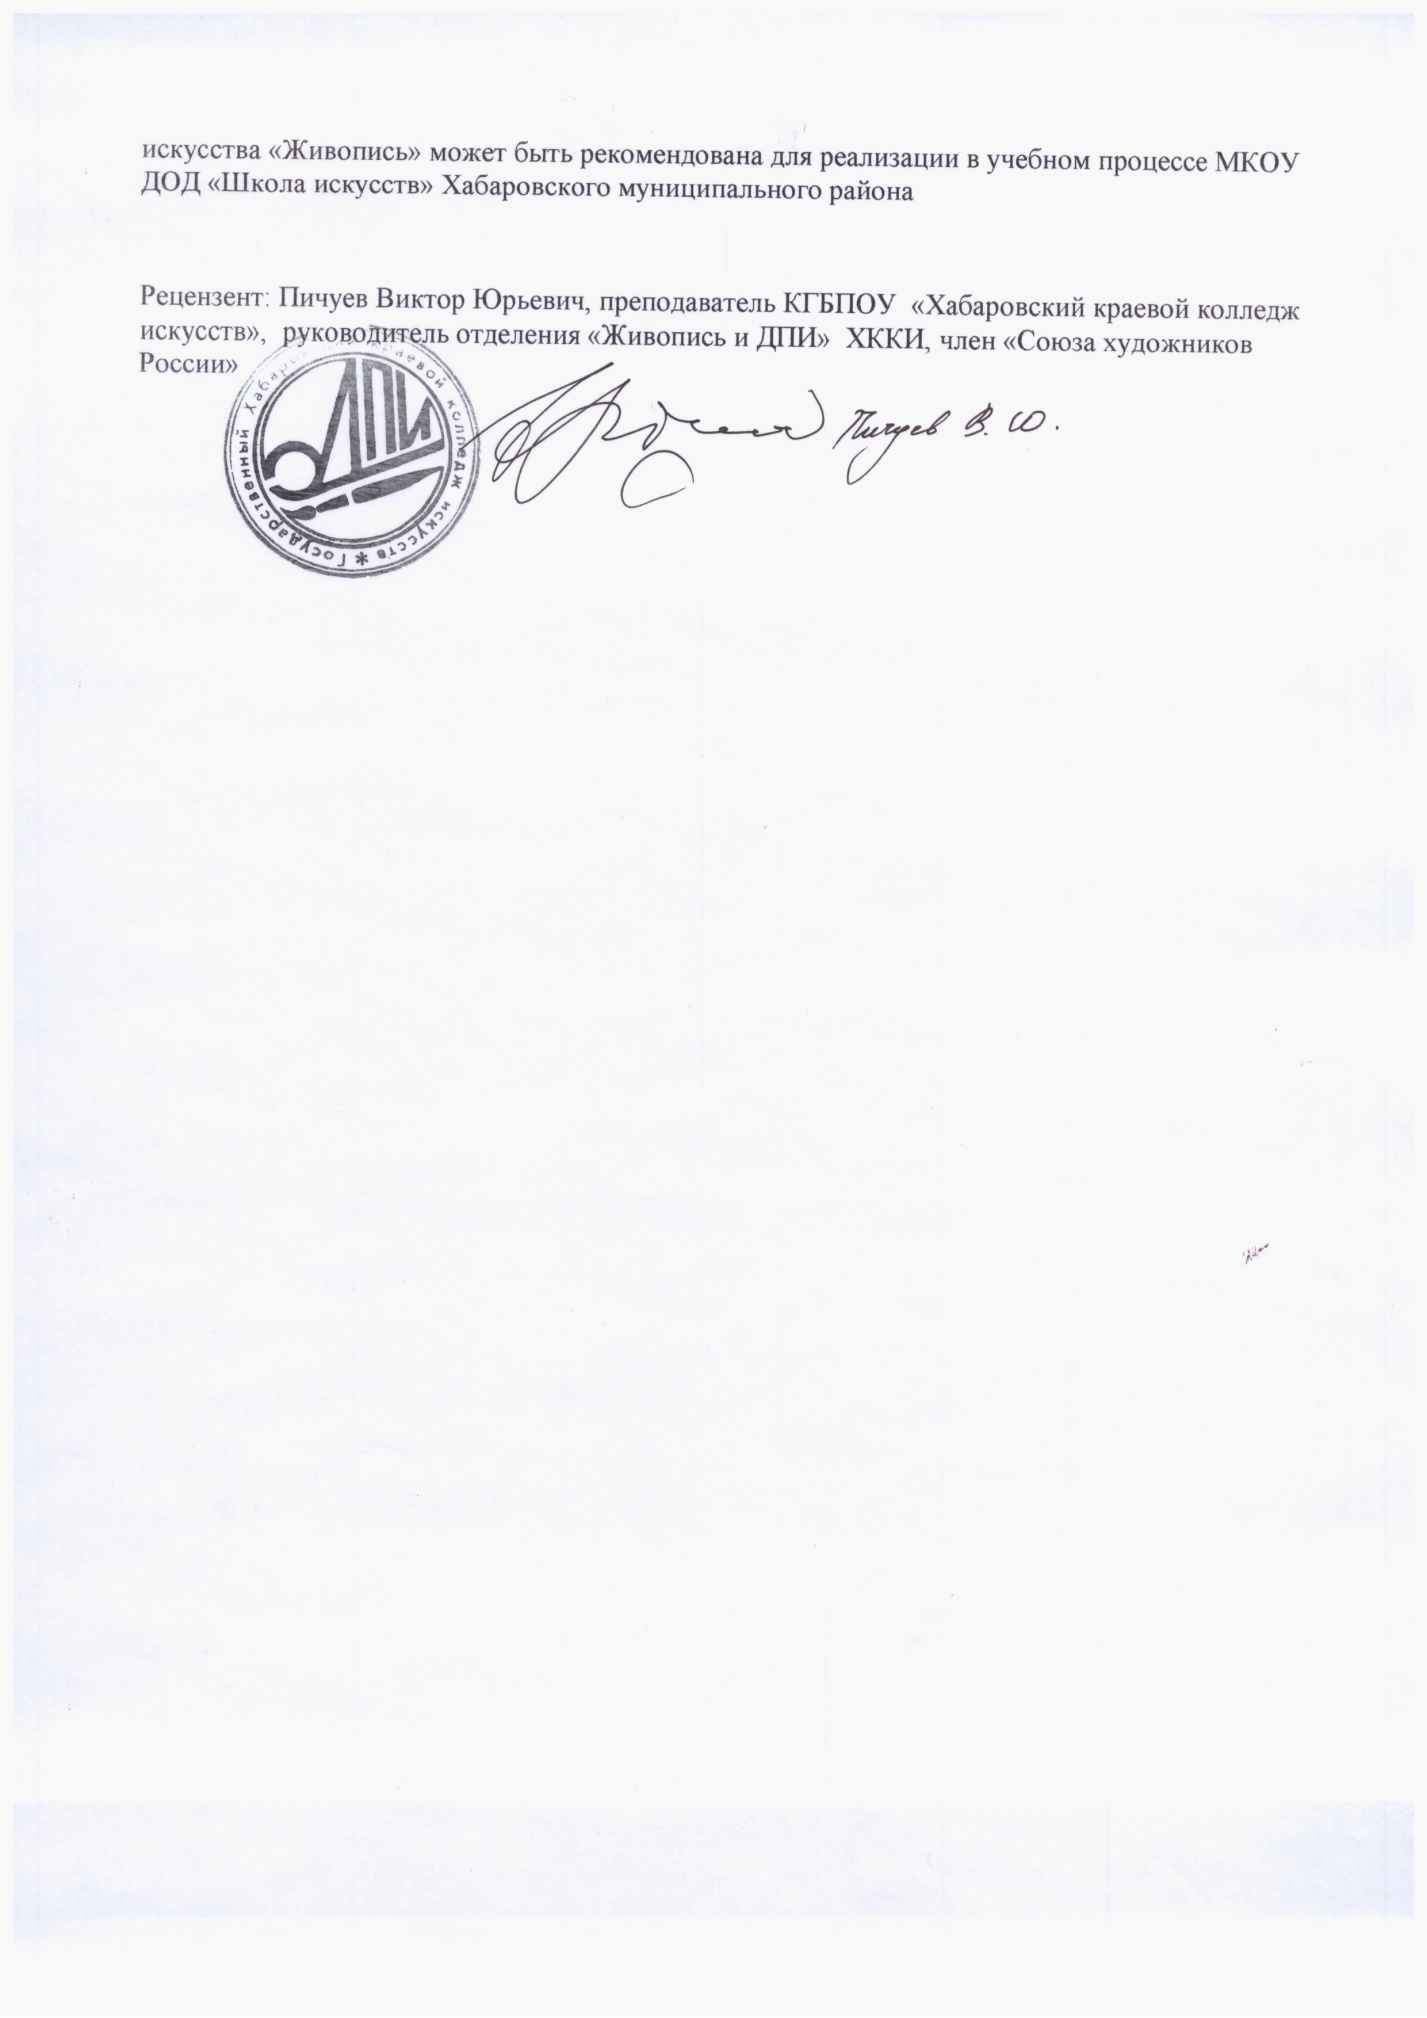 искусства «Живопись» может быть рекомендована для реализации в учебном процессе МКОУ
ДОД «Школа искусств» Хабаровского муниципального района
Рецензент: Пичуев Виктор Юрьевич, преподаватель КГБПОУ «Хабаровский краевой колледж
искусств», руководитель отделения «Живопись и ДПИ» ХККИ, член «Союза художников
России»
Пичуев В. Ю.
Государственный Хабаровский краевой колледж искусств *
ДПИ